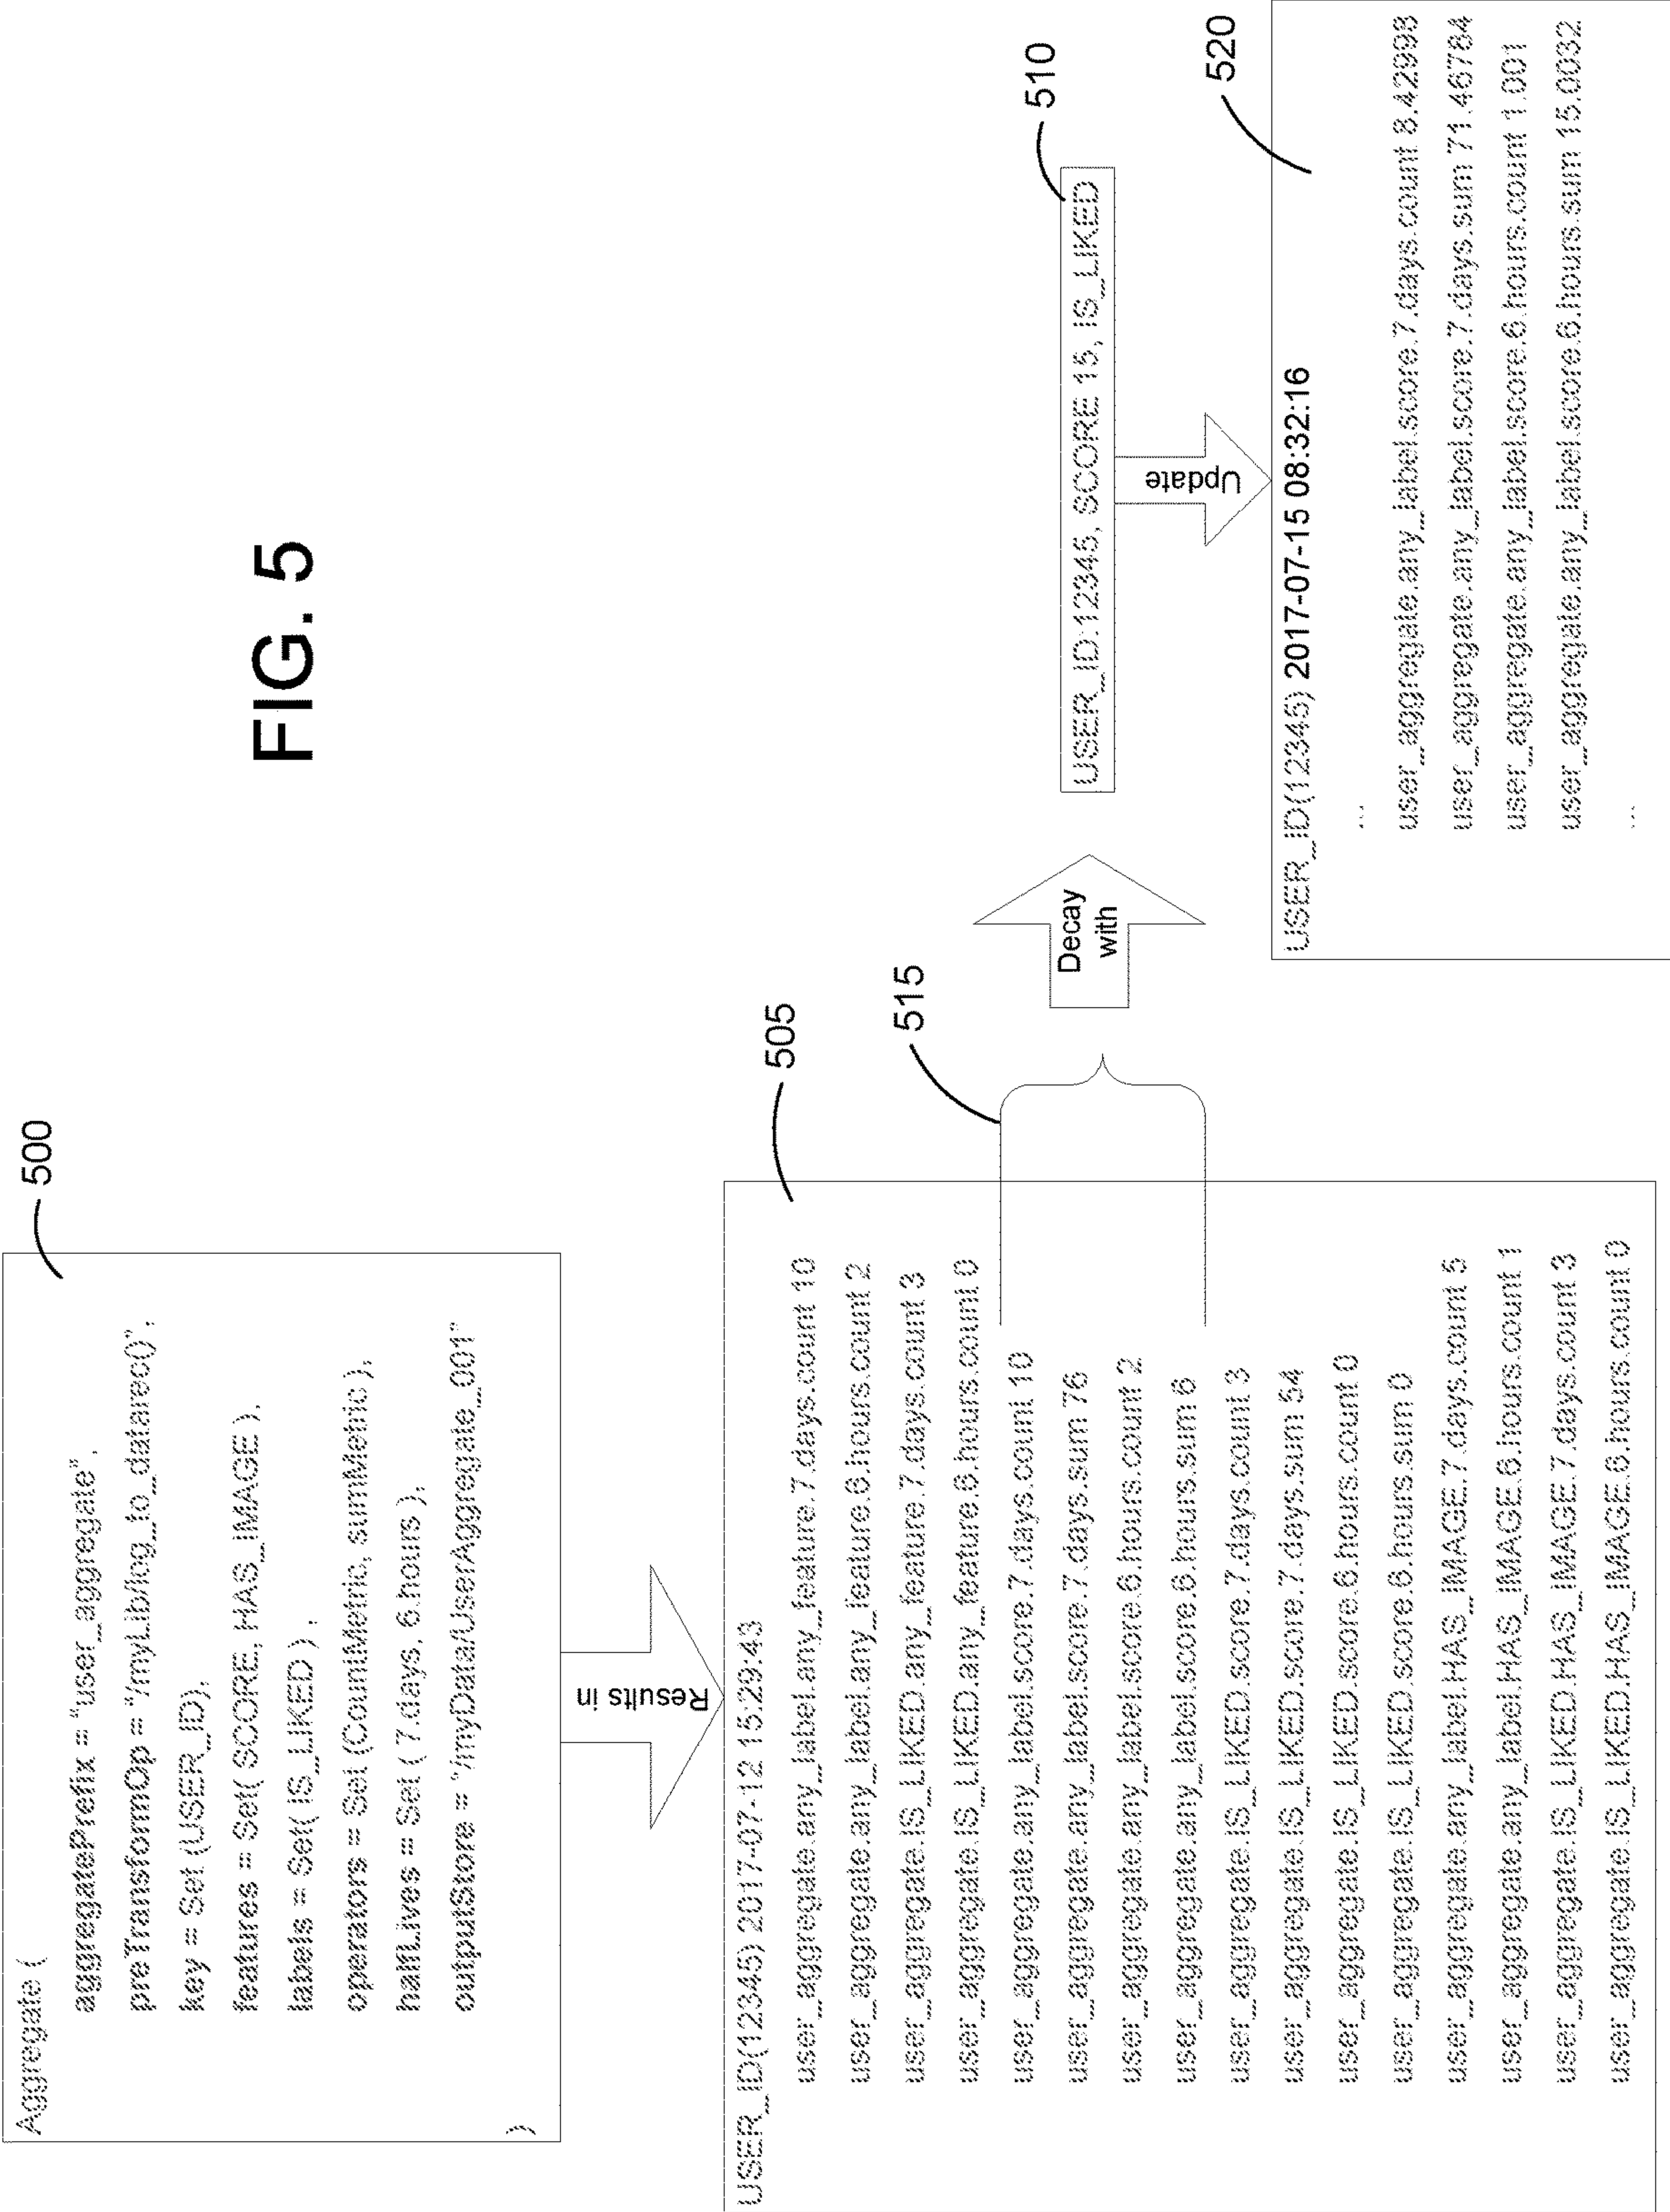 FIG. 5
500
Aggregate (
aggregatePrefix = "user_aggregate",
preTransformOp = "/myLib/log_to_datarec()",
key = Set (USER_ID),
features = Set( SCORE, HAS_IMAGE ),
labels = Set( IS_LIKED ),
operators = Set (CountMetric, sumMetric ),
halfLives = Set ( 7.days, 6.hours ),
outputStore = "/myData/UserAggregate_001"
)
Results in
505
USER_ID(12345) 2017-07-12 15:29:43
user_aggregate.any_label.any_feature.7.days.count 10
user_aggregate.any_label.any_feature.6.hours.count 2
user_aggregate.IS_LIKED.any_feature.7.days.count 3
user_aggregate.IS_LIKED.any_feature.6.hours.count 0
user_aggregate.any_label.score.7.days.count 10
user_aggregate.any_label.score.7.days.sum 76
user_aggregate.any_label.score.6.hours.count 2
user_aggregate.any_label.score.6.hours.sum 6
user_aggregate.IS_LIKED.score.7.days.count 3
user_aggregate.IS_LIKED.score.7.days.sum 54
user_aggregate.IS_LIKED.score.6.hours.count 0
user_aggregate.IS_LIKED.score.6.hours.sum 0
user_aggregate.any_label.HAS_IMAGE.7.days.count 5
user_aggregate.any_label.HAS_IMAGE.6.hours.count 1
user_aggregate.IS_LIKED.HAS_IMAGE.7.days.count 3
user_aggregate.IS_LIKED.HAS_IMAGE.6.hours.count 0
515
Decay
with
510
USER_ID:12345, SCORE 15, IS_LIKED
Update
520
USER_ID(12345) 2017-07-15 08:32:16
...
user_aggregate.any_label.score.7.days.count 8.42998
user_aggregate.any_label.score.7.days.sum 71.46784
user_aggregate.any_label.score.6.hours.count 1.001
user_aggregate.any_label.score.6.hours.sum 15.0032
...